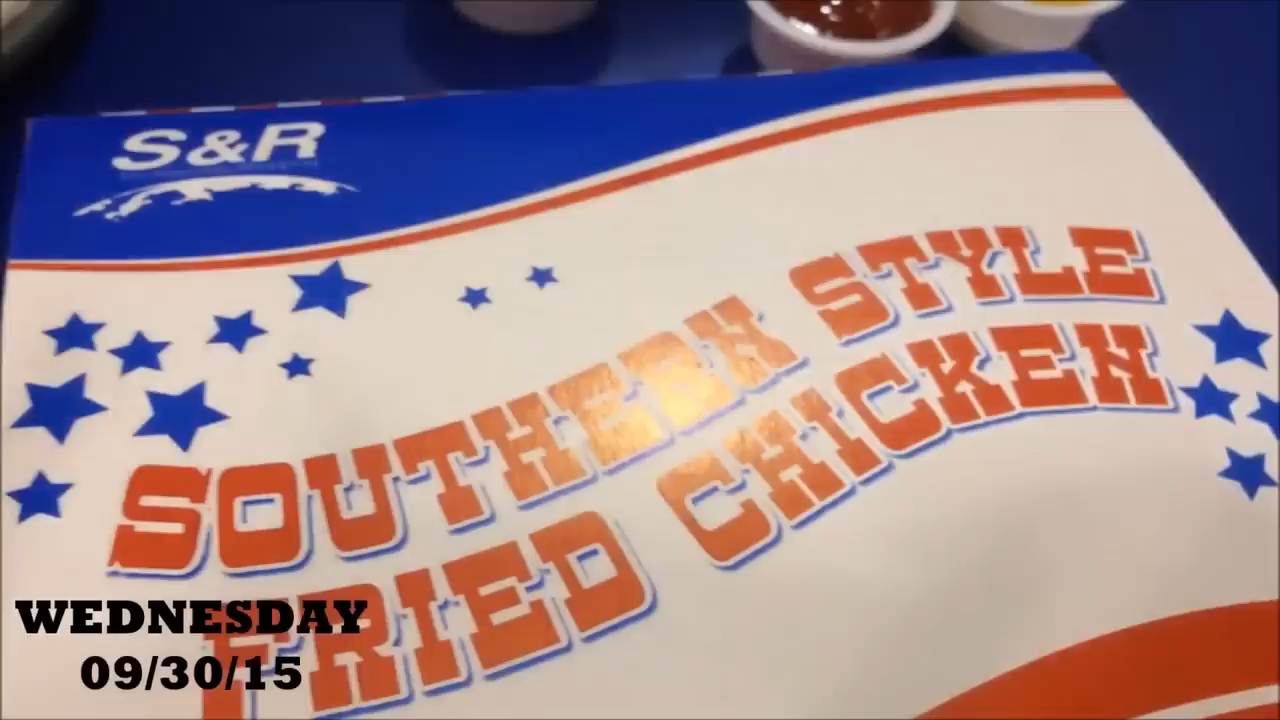 S&R
SOUTHERN STYLE
FRIED CHICKEN
WEDNESDAY
09/30/15